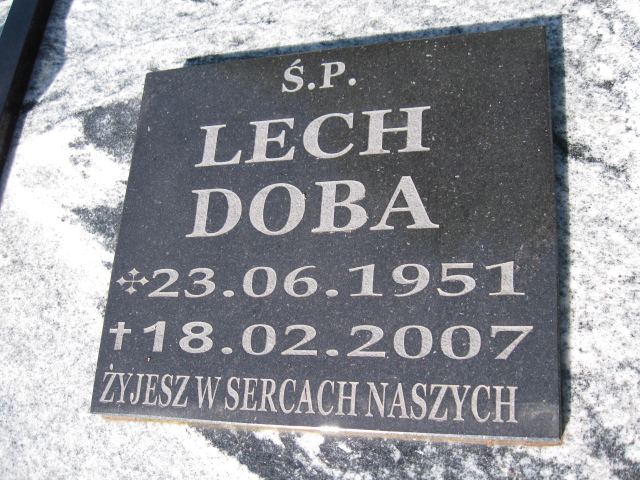 Ś.P.
LECH
DOBA
✣23.06.1951
✝18.02.2007
ŻYJESZ W SERCACH NASZYCH